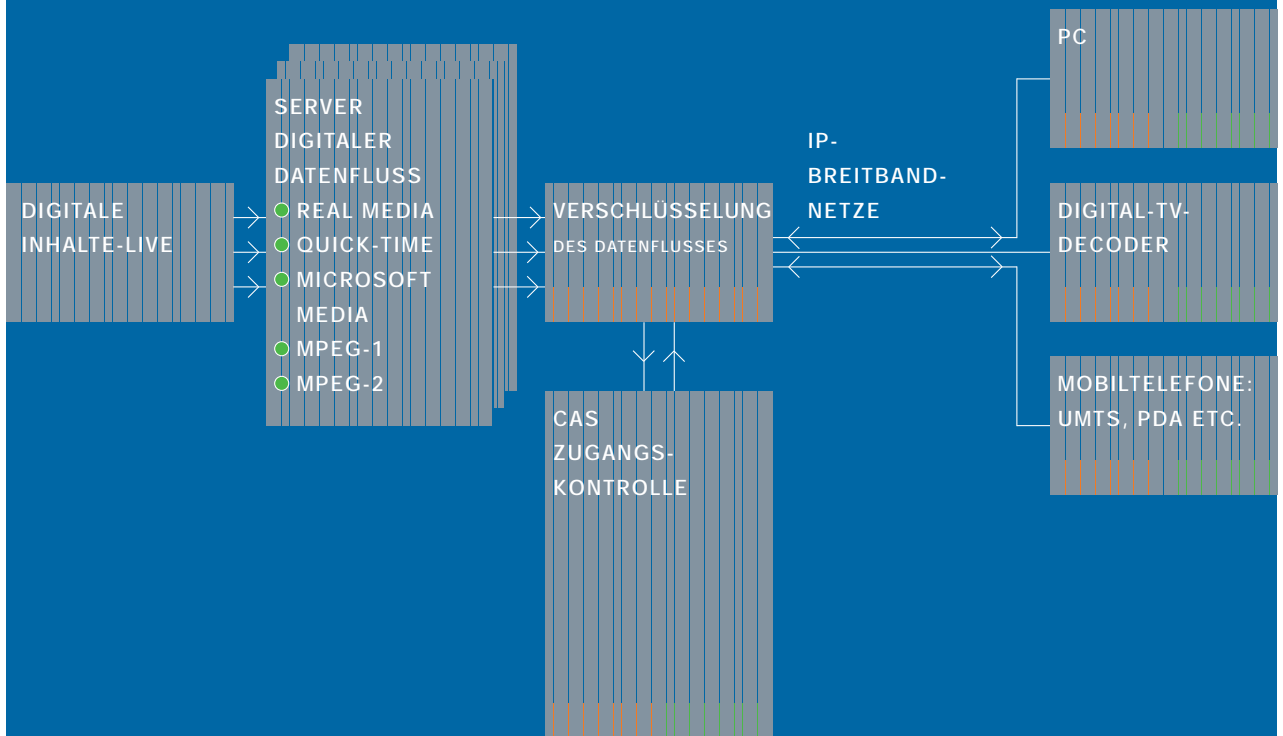 DIGITALE
INHALTE-LIVE
SERVER
DIGITALER
DATENFLUSS
REAL MEDIA
QUICK-TIME
MICROSOFT
MEDIA
MPEG-1
MPEG-2
VERSCHLÜSSELUNG
DES DATENFLUSSES
CAS
ZUGANGS-
KONTROLLE
IP-
BREITBAND-
NETZE
PC
DIGITAL-TV-
DECODER
MOBILTELEFONE:
UMTS, PDA ETC.